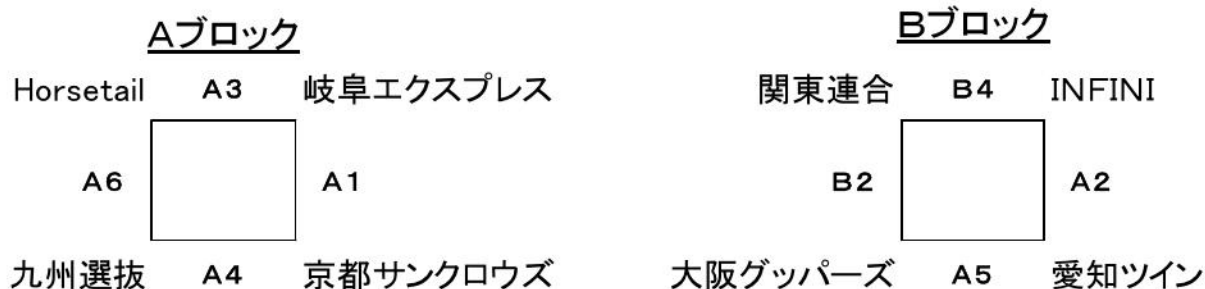 Aブロック
Horsetail A3 岐阜エクスプレス
A6 A1
九州選抜 A4 京都サンクロウズ
Bブロック
関東連合 B4 INFINI
B2 A2
大阪グッパーズ A5 愛知ツイン